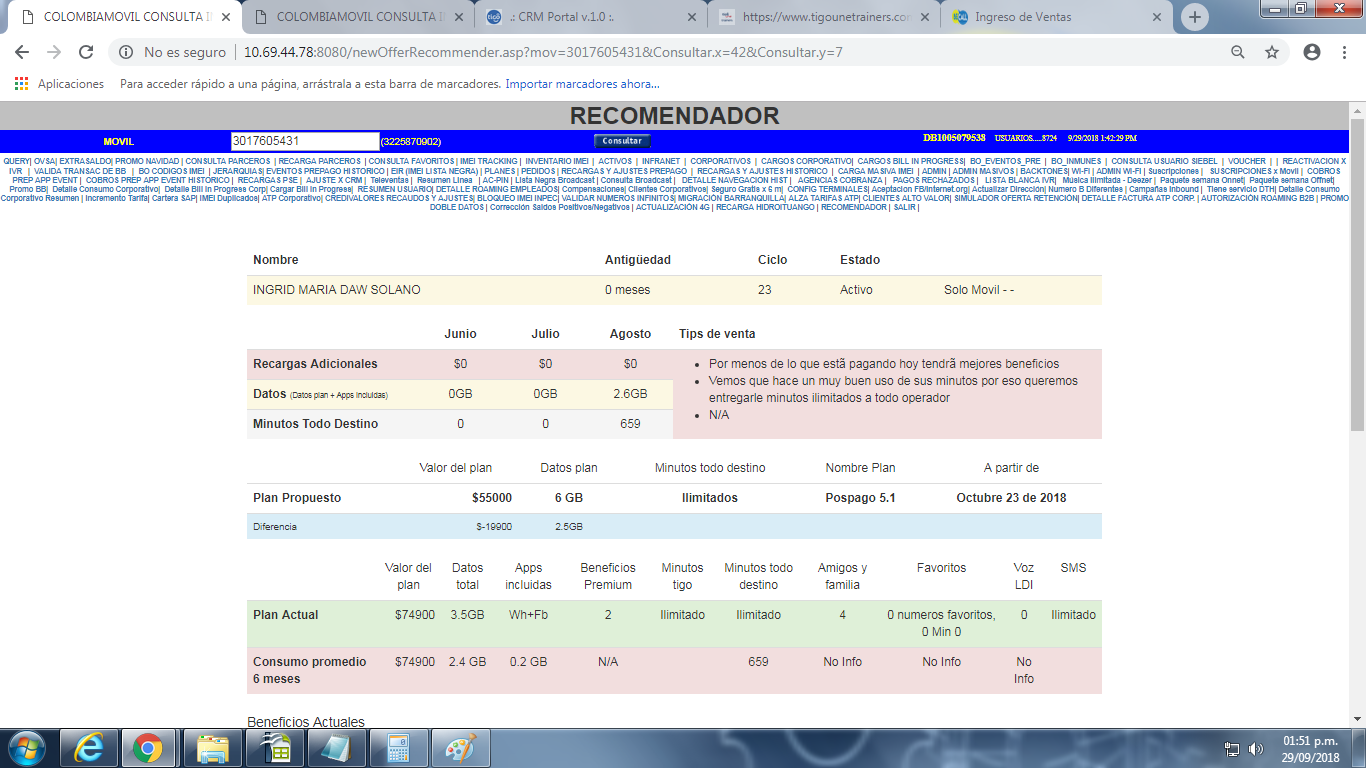 COLOMBIAMOVIL CONSULTA I
COLOMBIAMOVIL CONSULTA I
.: CRM Portal v.1.0 :.
https://www.tigounetrainers.con
Ingreso de Ventas
No es seguro | 10.69.44.78:8080/newOfferRecommender.asp?mov=3017605431&Consultar.x=42&Consultar.y=7
Aplicaciones Para acceder rápido a una página, arrástrala a esta barra de marcadores. Importar marcadores ahora...
RECOMENDADOR
MOVIL 3017605431 (3225870902) Consultar DB1005079538 USUARIOS.....8724 9/29/2018 1:42:29 PM
QUERY| OVSA| EXTRASALDO| PROMO NAVIDAD | CONSULTA PARCEROS | RECARGA PARCEROS | CONSULTA FAVORITOS | IMEI TRACKING | INVENTARIO IMEI | ACTIVOS | INFRANET | CORPORATIVOS | CARGOS CORPORATIVO| CARGOS BILL IN PROGRESS| BO_EVENTOS_PRE | BO_INMUNES | CONSULTA USUARIO SIEBEL | VOUCHER | | REACTIVACION X
IVR | VALIDA TRANSAC DE BB | BO CODIGOS IMEI | JERARQUIAS| EVENTOS PREPAGO HISTORICO | EIR (IMEI LISTA NEGRA) | PLANES | PEDIDOS | RECARGAS Y AJUSTES PREPAGO | RECARGAS Y AJUSTES HISTORICO | CARGA MASIVA IMEI | ADMIN | ADMIN MASIVOS | BACKTONES| WI-FI | ADMIN WI-FI | Suscripciones | SUSCRIPCIONES x Movil | COBROS
PREP APP EVENT | COBROS PREP APP EVENT HISTORICO | RECARGAS PSE | AJUSTE X CRM | Televentas | Resumen Linea | AC-PIN | Lista Negra Broadcast | Consulta Broadcast | DETALLE NAVEGACION HIST | AGENCIAS COBRANZA | PAGOS RECHAZADOS | LISTA BLANCA IVR| Música Ilimitada - Deezer | Paquete semana Onnet| Paquete semana Offnet|
Promo BB| Detalle Consumo Corporativo| Detalle Bill In Progress Corp| Cargar Bill In Progress| RESUMEN USUARIO| DETALLE ROAMING EMPLEADOS| Compensaciones| Clientes Corporativos| Seguro Gratis x 6 m| CONFIG TERMINALES| Aceptacion FB/Internet.org| Actualizar Dirección| Numero B Diferentes | Campañas Inbound | Tiene servicio DTH| Detalle Consumo
Corporativo Resumen | Incremento Tarifa| Cartera SAP| IMEI Duplicados| ATP Corporativo| CREDIVALORES RECAUDOS Y AJUSTES| BLOQUEO IMEI INPEC| VALIDAR NUMEROS INFINITOS| MIGRACIÓN BARRANQUILLA| ALZA TARIFAS ATP| CLIENTES ALTO VALOR| SIMULADOR OFERTA RETENCIÓN| DETALLE FACTURA ATP CORP. | AUTORIZACIÓN ROAMING B2B | PROMO
DOBLE DATOS | Corrección Saldos Positivos/Negativos | ACTUALIZACIÓN 4G | RECARGA HIDROITUANGO | RECOMENDADOR | SALIR |
Nombre Antigüedad Ciclo Estado
INGRID MARIA DAW SOLANO 0 meses 23 Activo Solo Movil - -
Junio Julio Agosto Tips de venta
Recargas Adicionales $0 $0 $0
Datos (Datos plan + Apps incluidas) 0GB 0GB 2.6GB
Minutos Todo Destino 0 0 659
• Por menos de lo que estã pagando hoy tendrã mejores beneficios
• Vemos que hace un muy buen uso de sus minutos por eso queremos
entregarle minutos ilimitados a todo operador
• N/A
Valor del plan Datos plan Minutos todo destino Nombre Plan A partir de
Plan Propuesto $55000 6 GB Ilimitados Pospago 5.1 Octubre 23 de 2018
Diferencia $-19900 2.5GB
Valor del plan Datos total Apps incluidas Beneficios Premium Minutos tigo Minutos todo destino Amigos y familia Favoritos Voz LDI SMS
Plan Actual $74900 3.5GB Wh+Fb 2 Ilimitado Ilimitado 4 0 numeros favoritos, 0 Min 0 0 Ilimitado
Consumo promedio 6 meses $74900 2.4 GB 0.2 GB N/A 659 No Info No Info No Info
Beneficios Actuales
01:51 p.m.
29/09/2018